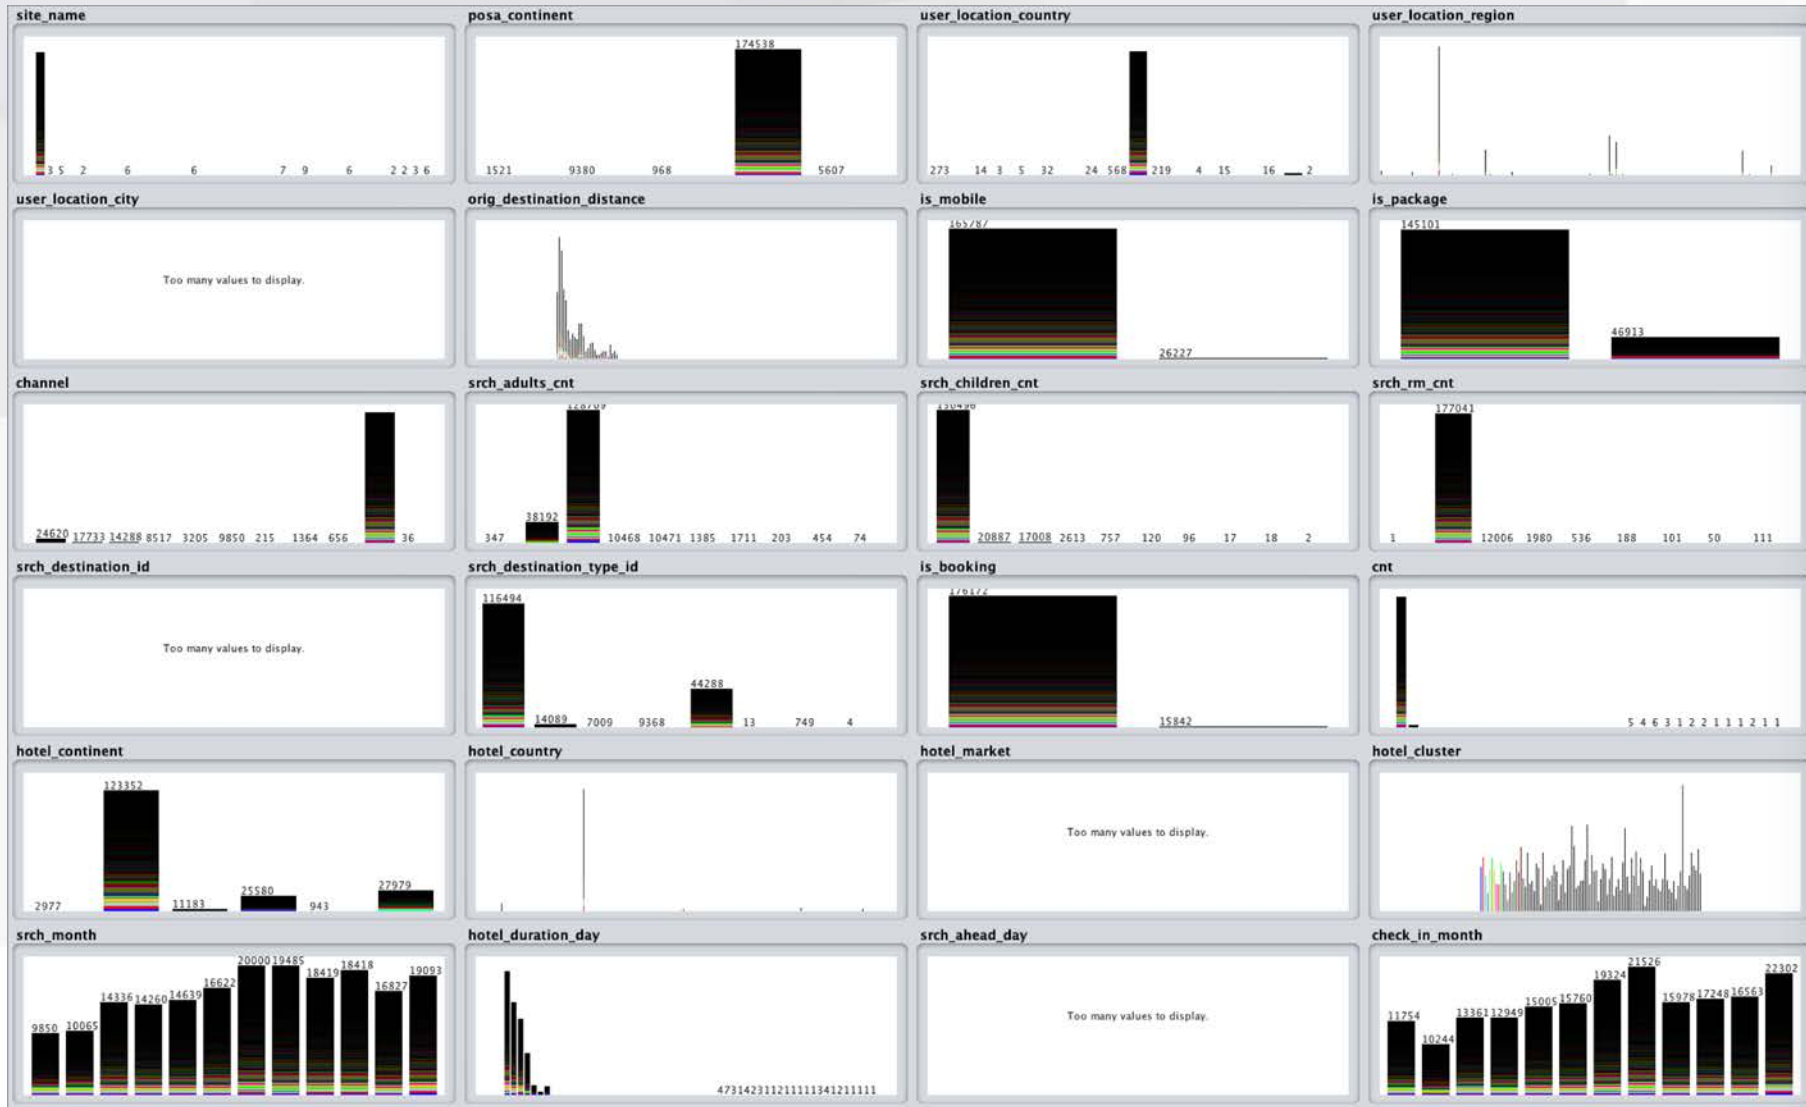 site_name
posa_continent
user_location_country
user_location_region
3 5 2 6 6 7 9 6 2 2 3 6
1521 9380 968 174538 5607
273 14 3 5 32 24 568 219 4 15 16 2
user_location_city
orig_destination_distance
is_mobile
is_package
Too many values to display.
165787 26227
145101 46913
channel
srch_adults_cnt
srch_children_cnt
srch_rm_cnt
24620 17733 14288 8517 3205 9850 215 1364 656 36
347 38192 128709 10468 10471 1385 1711 203 454 74
150496 20887 17008 2613 757 120 96 17 18 2
1 177041 12006 1980 536 188 101 50 111
srch_destination_id
srch_destination_type_id
is_booking
cnt
Too many values to display.
116494 14089 7009 9368 44288 13 749 4
176172 15842
5 4 6 3 1 2 2 1 1 1 2 1 1
hotel_continent
hotel_country
hotel_market
hotel_cluster
2977 123352 11183 25580 943 27979
Too many values to display.
srch_month
hotel_duration_day
srch_ahead_day
check_in_month
9850 10065 14336 14260 14639 16622 20000 19485 18419 18418 16827 19093
47314231121111134121111
Too many values to display.
11754 10244 13361 12949 15005 15760 19324 21526 15978 17248 16563 22302